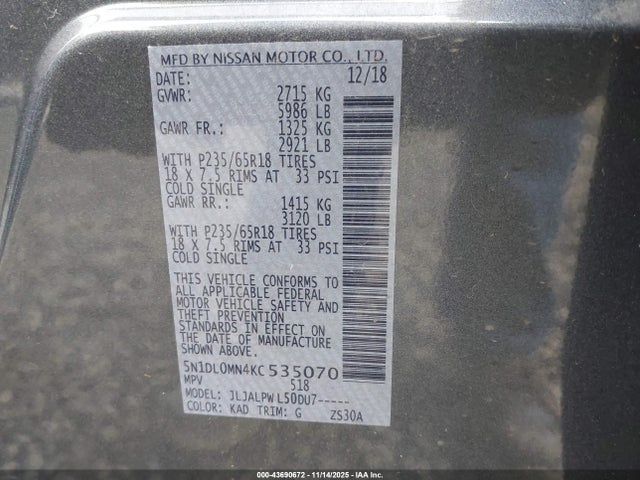 MFD BY NISSAN MOTOR CO., LTD.
DATE: 12/18
GVWR: 2715 KG
5986 LB
GAWR FR.: 1325 KG
2921 LB
WITH P235/65R18 TIRES
18 X 7.5 RIMS AT 33 PSI
COLD SINGLE
GAWR RR.: 1415 KG
3120 LB
WITH P235/65R18 TIRES
18 X 7.5 RIMS AT 33 PSI
COLD SINGLE
THIS VEHICLE CONFORMS TO
ALL APPLICABLE FEDERAL
MOTOR VEHICLE SAFETY AND
THEFT PREVENTION
STANDARDS IN EFFECT ON
THE DATE OF MANUFACTURE
SHOWN ABOVE.
5N1DL0MN4KC535070
MPV 518
MODEL: JLJALPWL50DU7-----
COLOR: KAD TRIM: G ZS30A
00-43690672 - 11/14/2025 - IAA Inc.